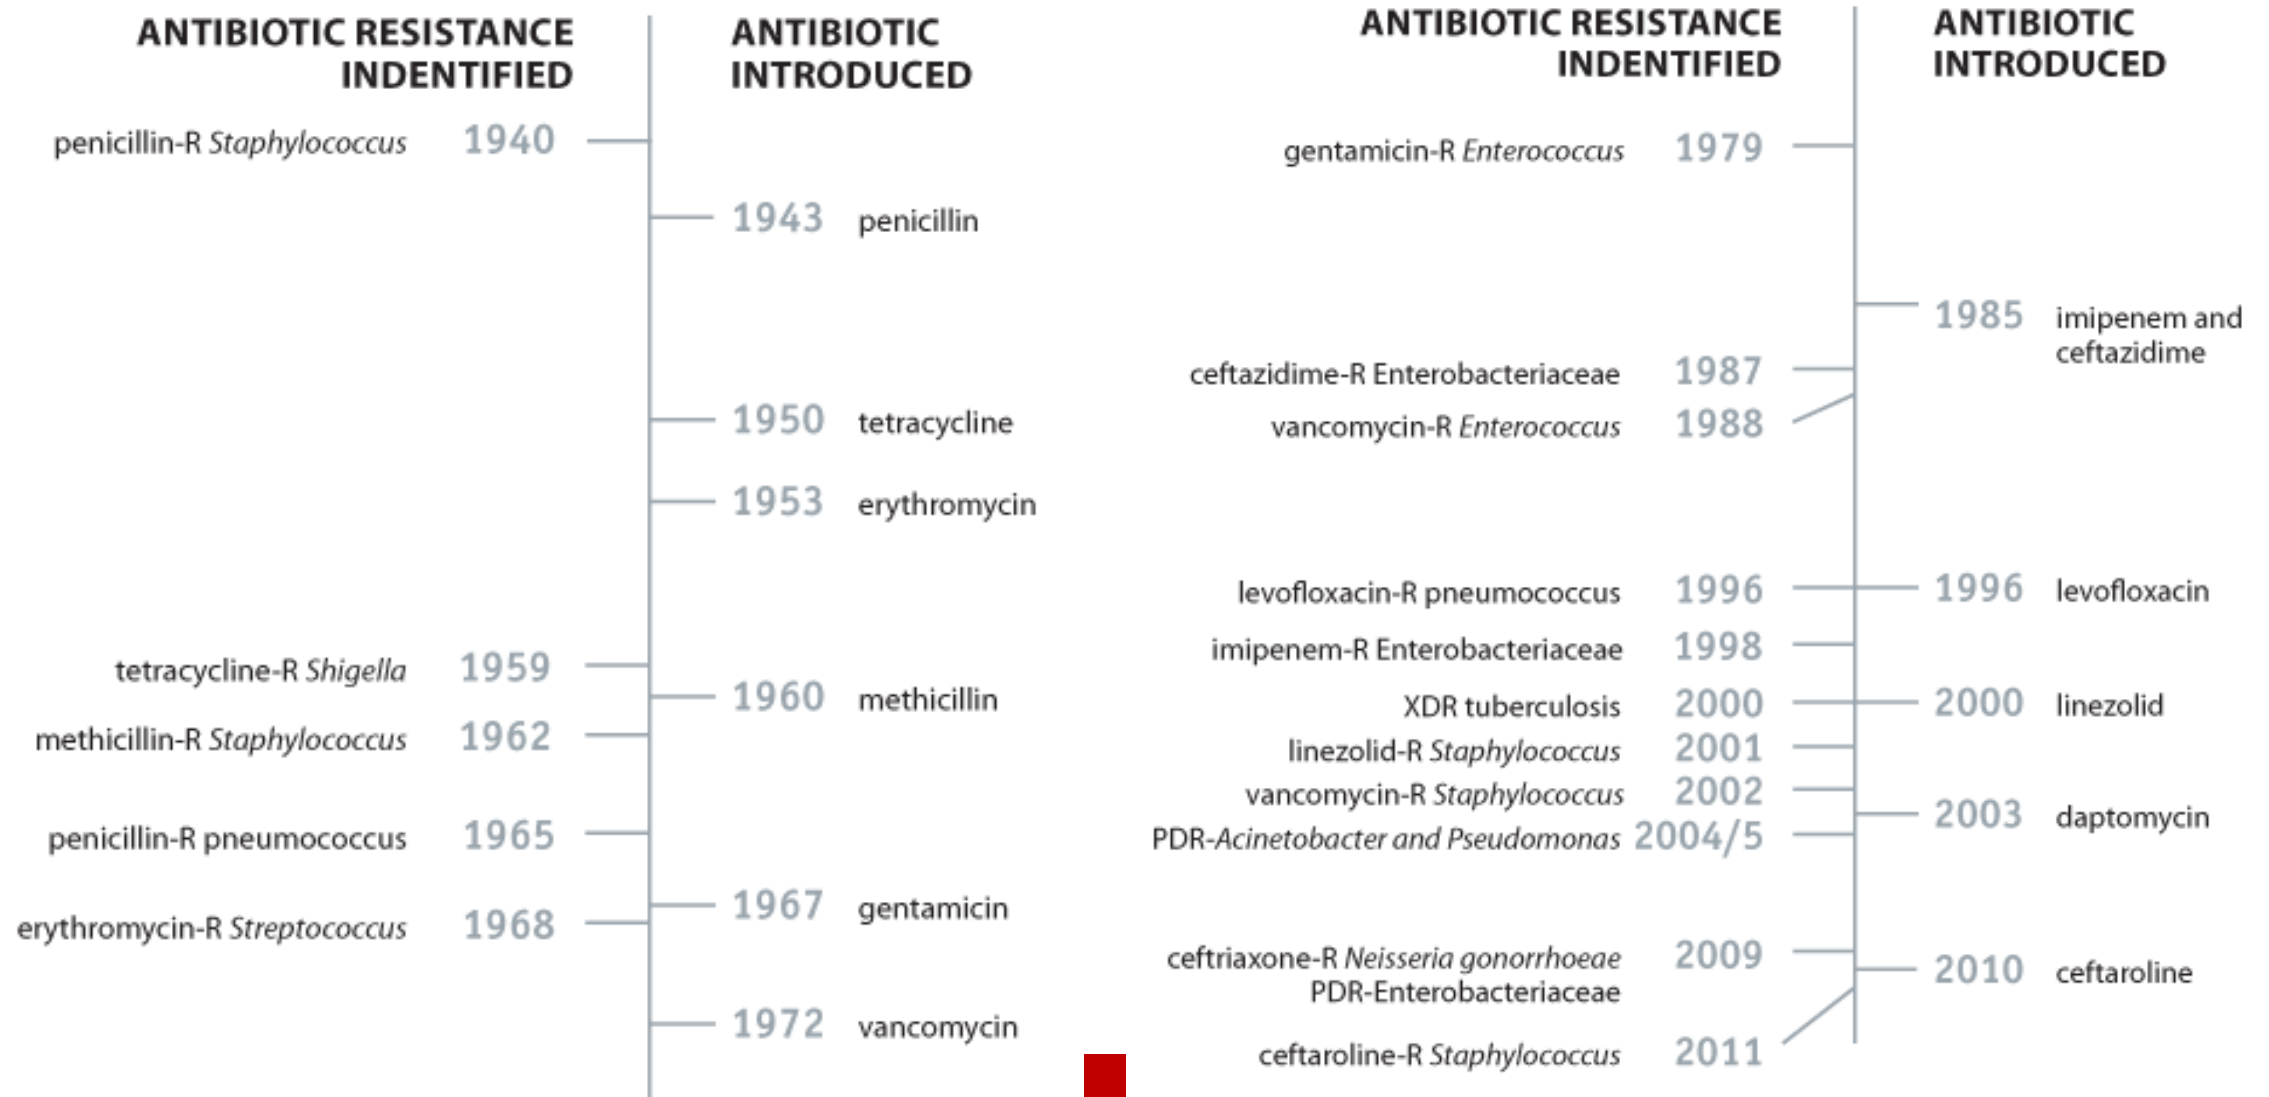 ANTIBIOTIC RESISTANCE
INDENTIFIED
ANTIBIOTIC
INTRODUCED
penicillin-R Staphylococcus 1940
1943 penicillin
1950 tetracycline
1953 erythromycin
tetracycline-R Shigella 1959
1960 methicillin
methicillin-R Staphylococcus 1962
penicillin-R pneumococcus 1965
1967 gentamicin
erythromycin-R Streptococcus 1968
1972 vancomycin
ANTIBIOTIC RESISTANCE
INDENTIFIED
ANTIBIOTIC
INTRODUCED
gentamicin-R Enterococcus 1979
1985 imipenem and
ceftazidime
ceftazidime-R Enterobacteriaceae 1987
vancomycin-R Enterococcus 1988
levofloxacin-R pneumococcus 1996
1996 levofloxacin
imipenem-R Enterobacteriaceae 1998
XDR tuberculosis 2000
2000 linezolid
linezolid-R Staphylococcus 2001
vancomycin-R Staphylococcus 2002
2003 daptomycin
PDR-Acinetobacter and Pseudomonas 2004/5
ceftriaxone-R Neisseria gonorrhoeae 2009
PDR-Enterobacteriaceae
2010 ceftaroline
ceftaroline-R Staphylococcus 2011